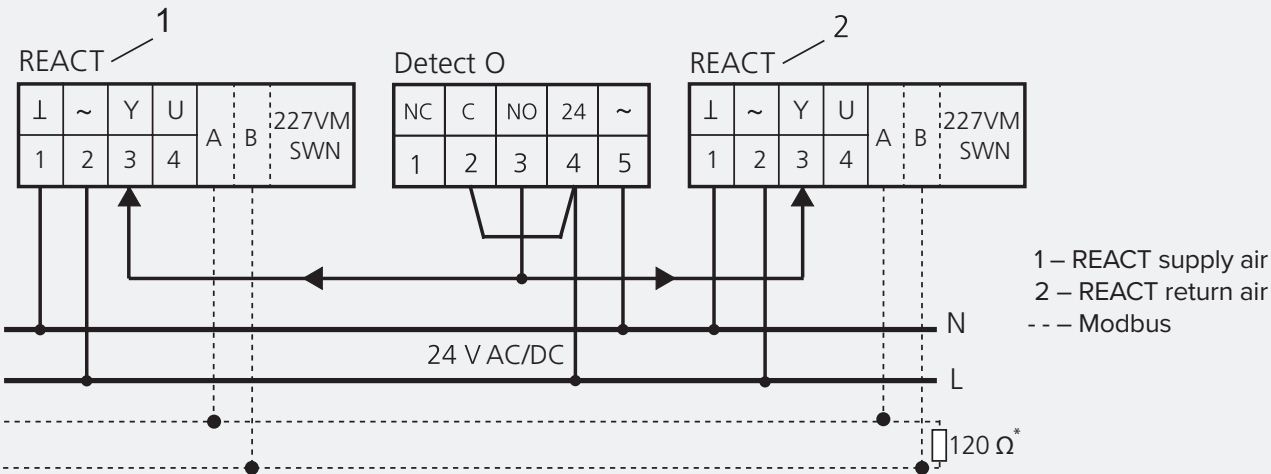 1
2
REACT
Detect O
REACT
⊥ ~ Y U A B 227VM SWN
1 2 3 4
NC C NO 24 ~
1 2 3 4 5
⊥ ~ Y U A B 227VM SWN
1 2 3 4
1 – REACT supply air
2 – REACT return air
- - – Modbus
N
24 V AC/DC
L
120 Ω*